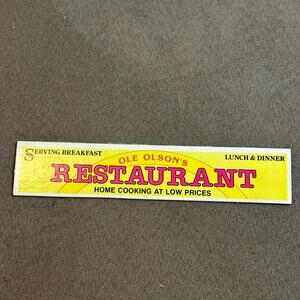 SERVING BREAKFAST
LUNCH & DINNER
OLE OLSON'S
RESTAURANT
HOME COOKING AT LOW PRICES